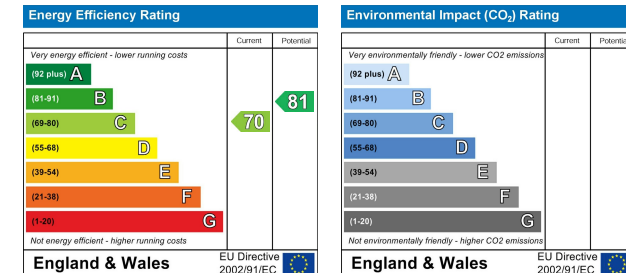 Energy Efficiency Rating
Current Potential
Very energy efficient - lower running costs
(92 plus) A
(81-91) B
81
(69-80) C
70
(55-68) D
(39-54) E
(21-38) F
(1-20) G
Not energy efficient - higher running costs
England & Wales
EU Directive
2002/91/EC
Environmental Impact (CO₂) Rating
Current Potential
Very environmentally friendly - lower CO2 emissions
(92 plus) A
(81-91) B
(69-80) C
(55-68) D
(39-54) E
(21-38) F
(1-20) G
Not environmentally friendly - higher CO2 emissions
England & Wales
EU Directive
2002/91/EC